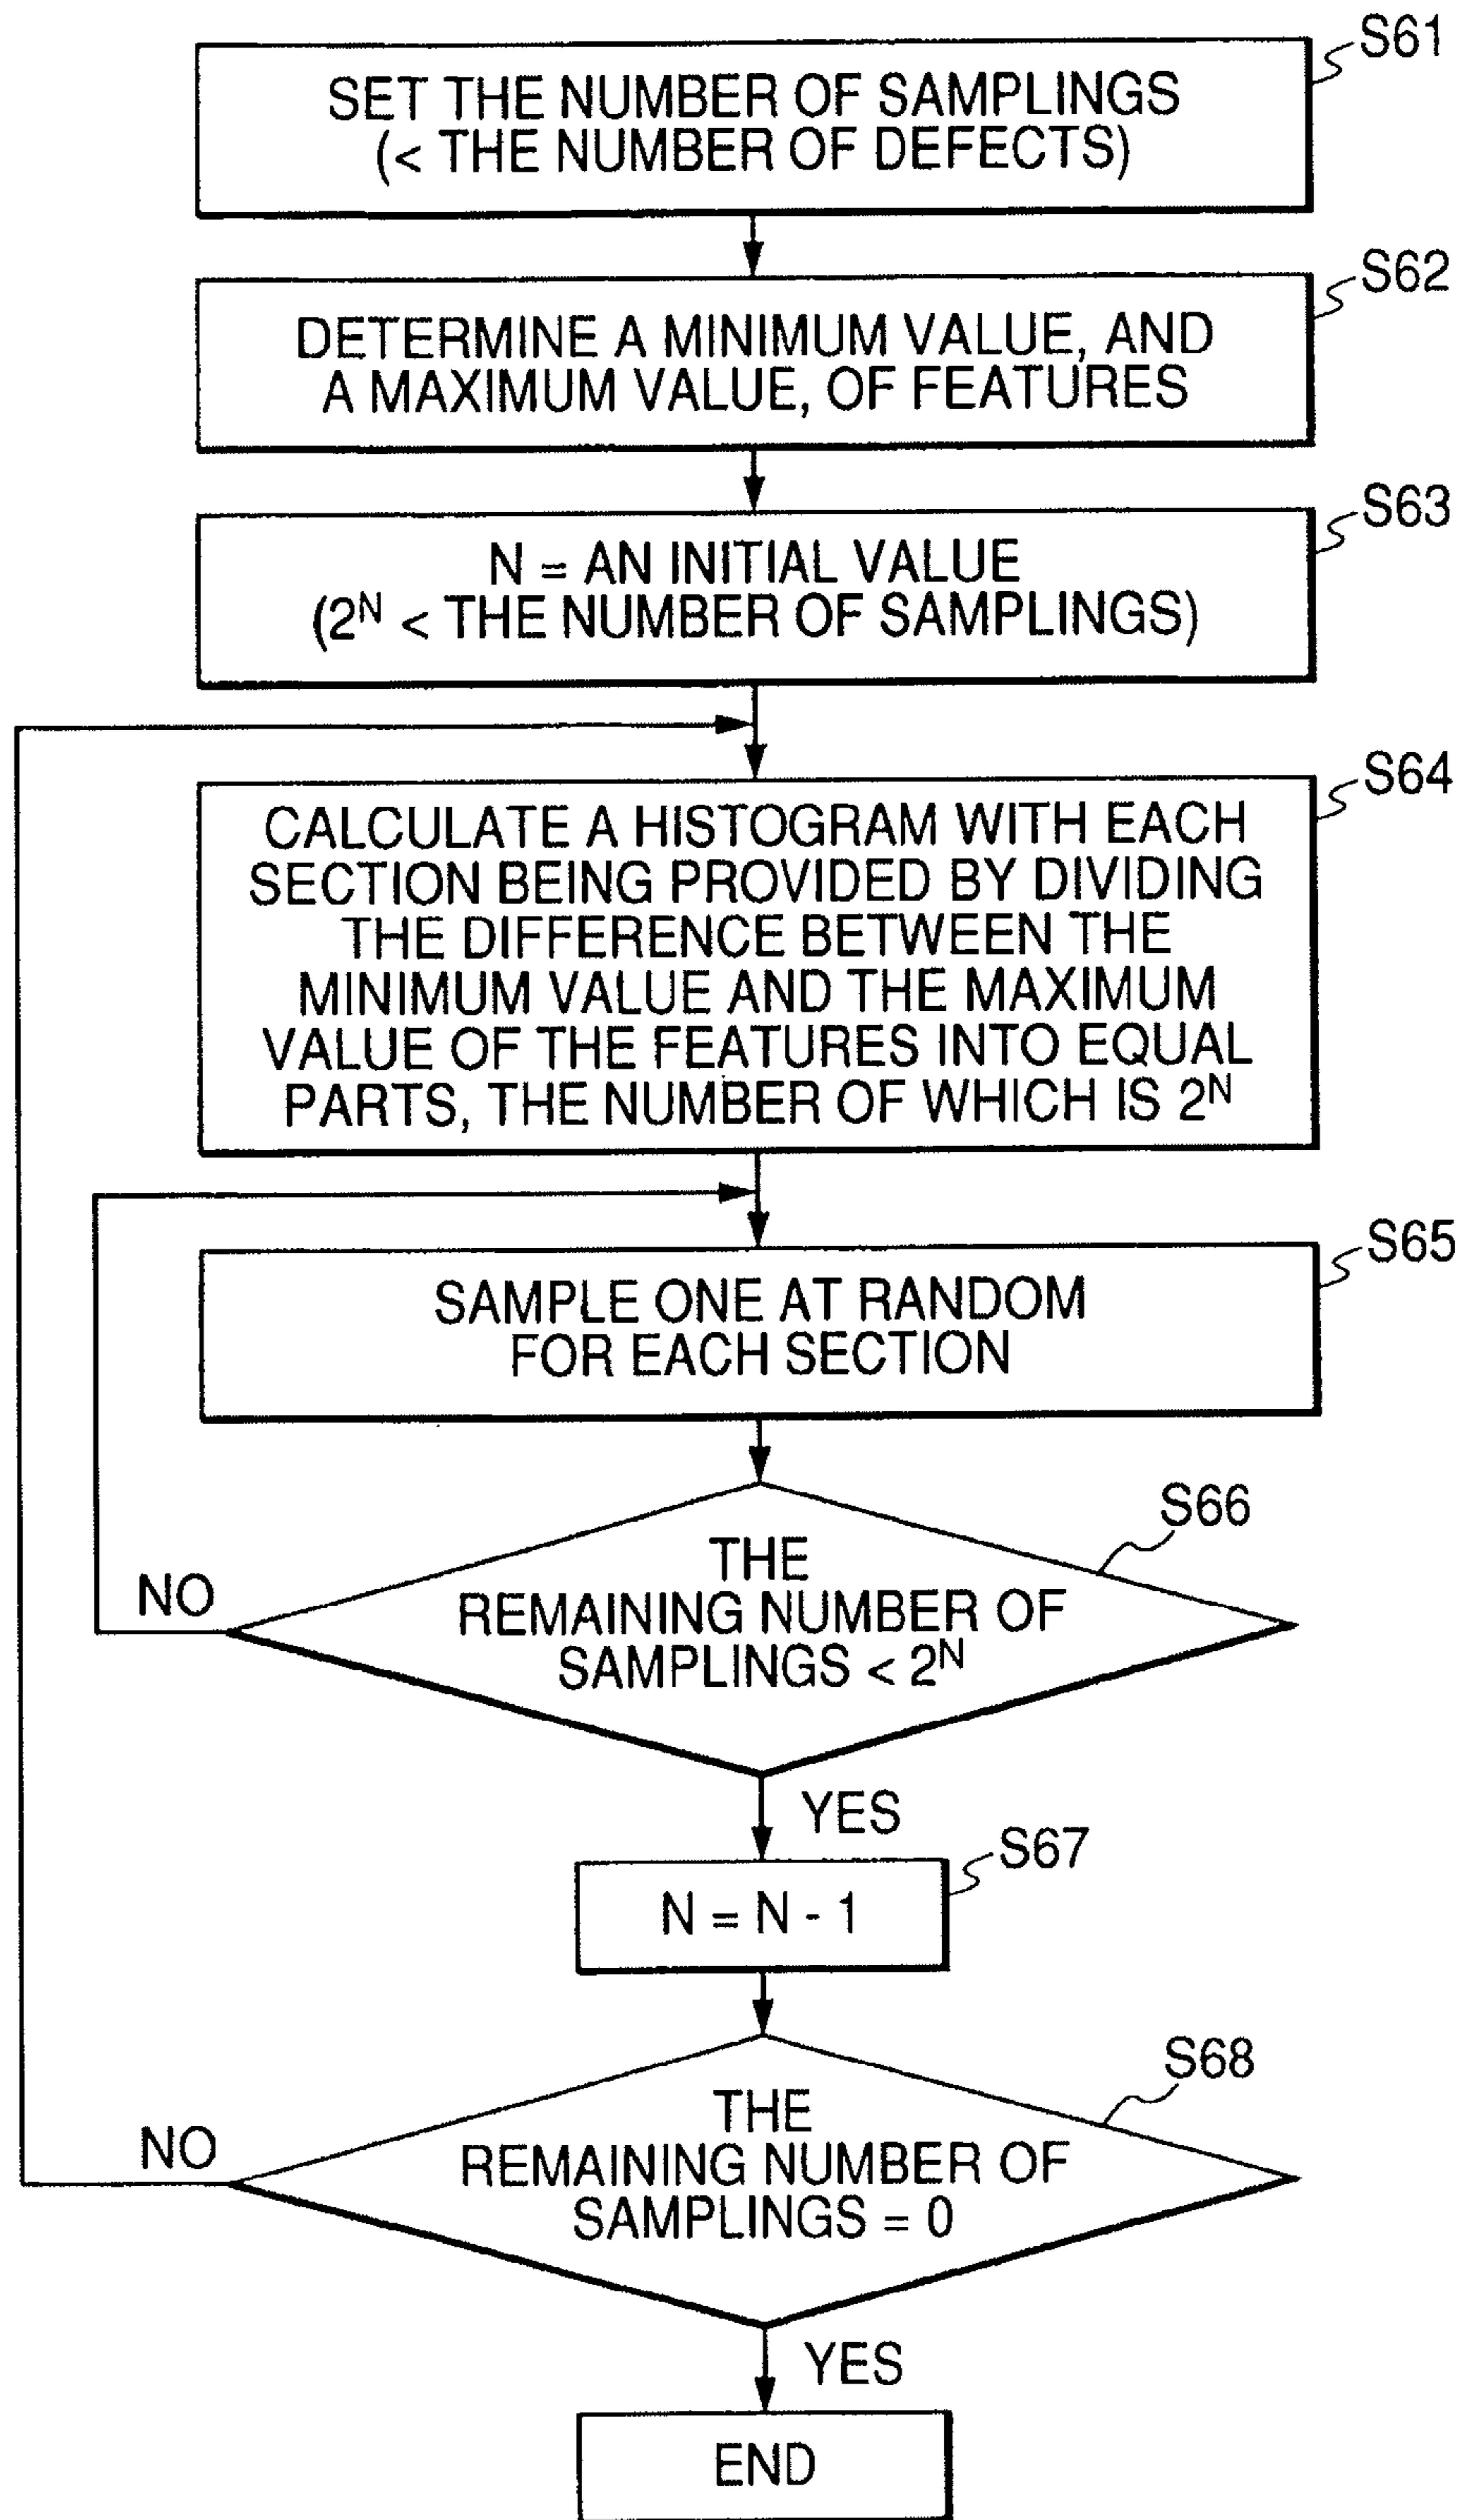 S61
SET THE NUMBER OF SAMPLINGS
(< THE NUMBER OF DEFECTS)
S62
DETERMINE A MINIMUM VALUE, AND
A MAXIMUM VALUE, OF FEATURES
S63
N = AN INITIAL VALUE
(2^N < THE NUMBER OF SAMPLINGS)
S64
CALCULATE A HISTOGRAM WITH EACH
SECTION BEING PROVIDED BY DIVIDING
THE DIFFERENCE BETWEEN THE
MINIMUM VALUE AND THE MAXIMUM
VALUE OF THE FEATURES INTO EQUAL
PARTS, THE NUMBER OF WHICH IS 2^N
S65
SAMPLE ONE AT RANDOM
FOR EACH SECTION
S66
THE
REMAINING NUMBER OF
SAMPLINGS < 2^N
NO
YES
S67
N = N - 1
S68
THE
REMAINING NUMBER OF
SAMPLINGS = 0
NO
YES
END